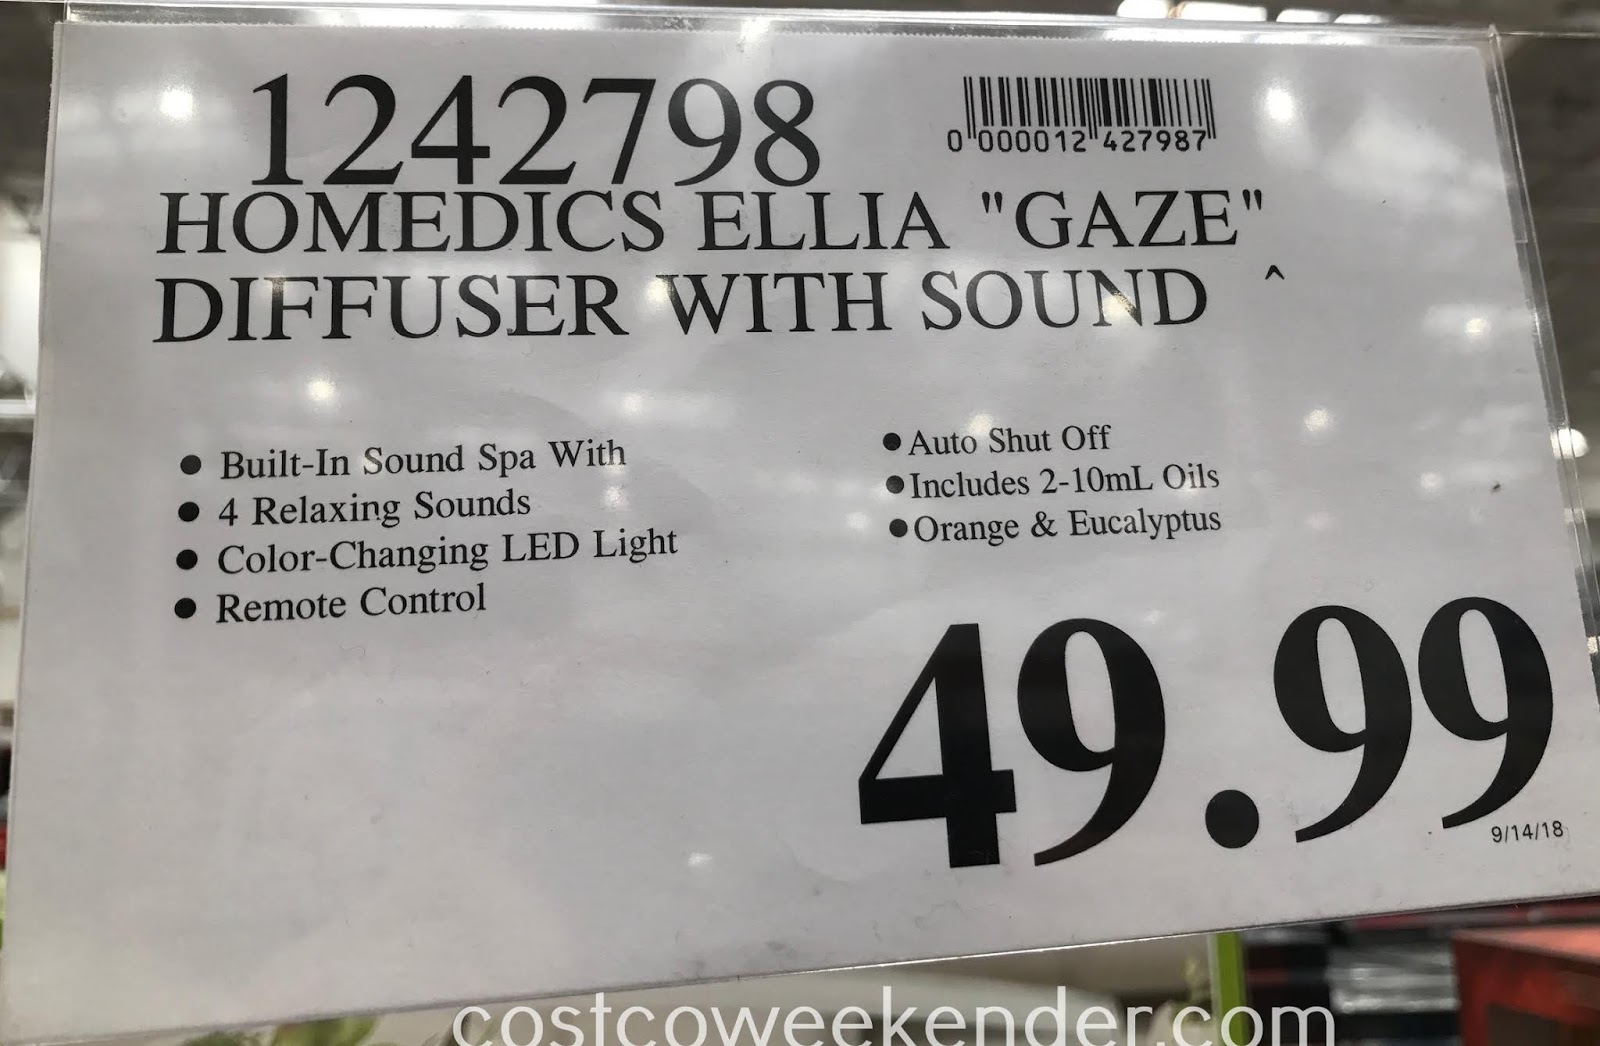 1242798
0 000012 427987
HOMEDICS ELLIA "GAZE"
DIFFUSER WITH SOUND ^
• Built-In Sound Spa With
• 4 Relaxing Sounds
• Color-Changing LED Light
• Remote Control
• Auto Shut Off
• Includes 2-10mL Oils
• Orange & Eucalyptus
49.99
9/14/18
costcoweekender.com